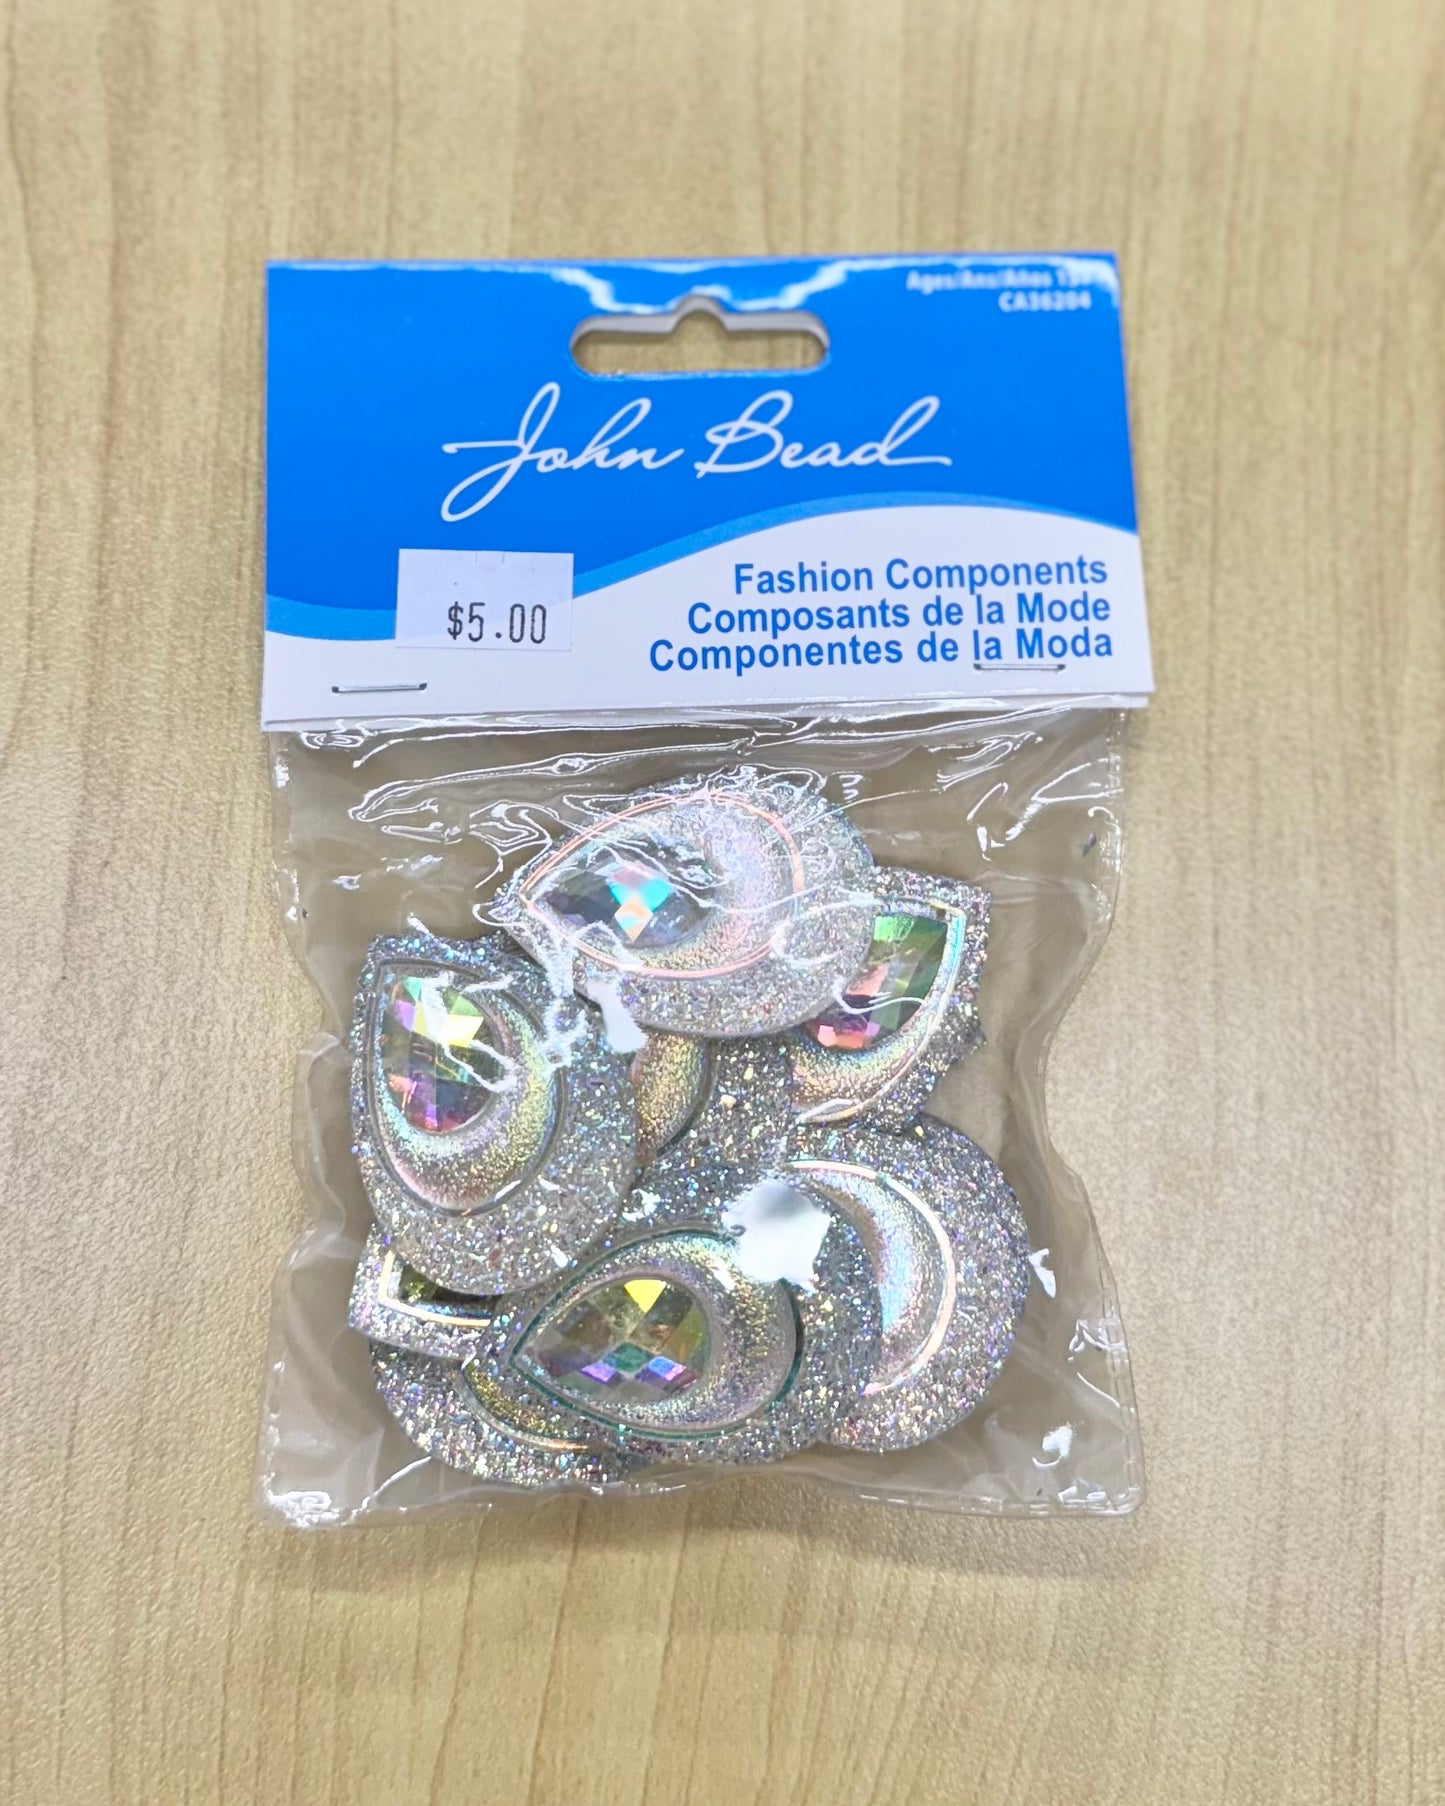 Ages/Ans/Años 13+
CA36204
John Bead
$5.00
Fashion Components
Composants de la Mode
Componentes de la Moda